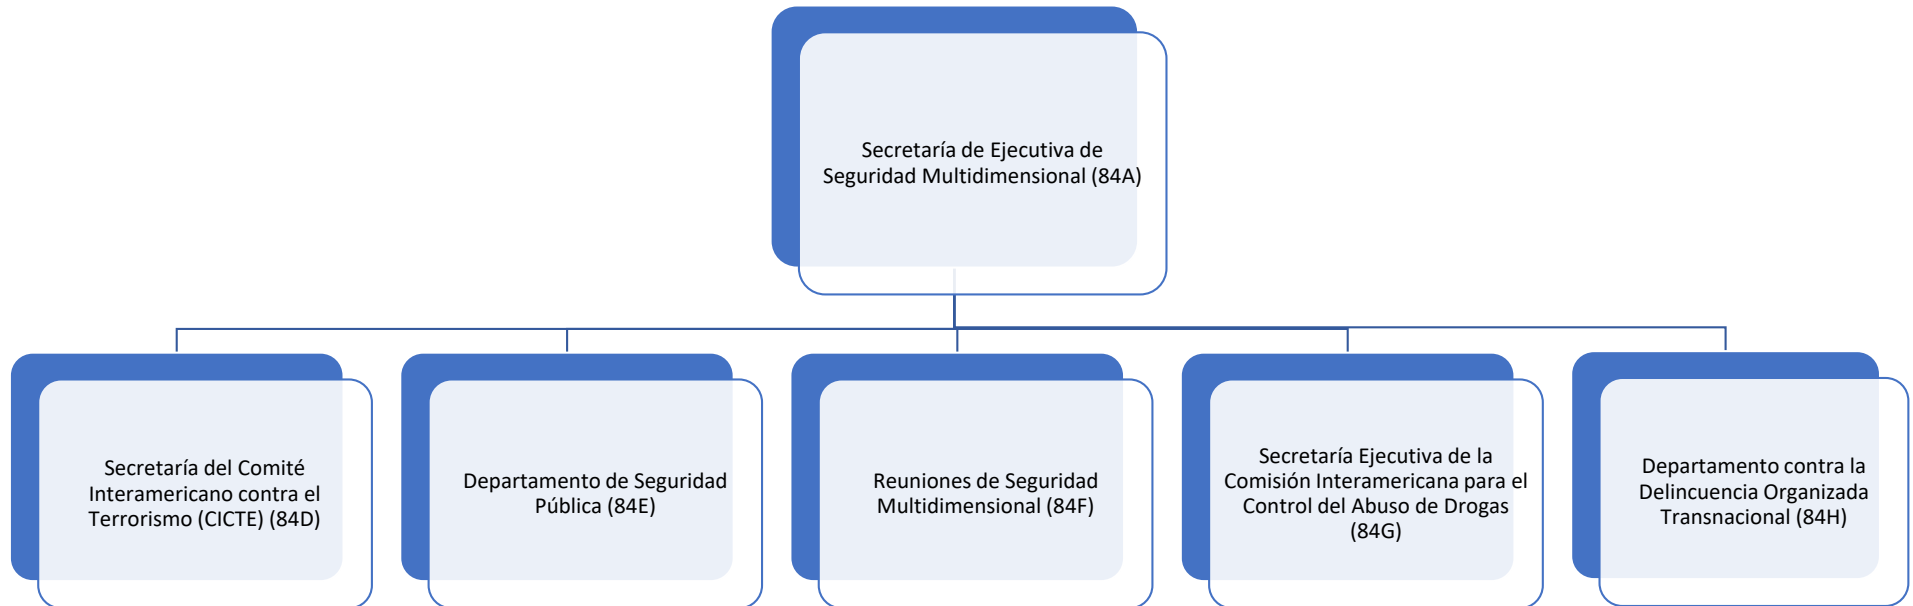 Secretaría de Ejecutiva de
Seguridad Multidimensional (84A)
Secretaría del Comité
Interamericano contra el
Terrorismo (CICTE) (84D)
Departamento de Seguridad
Pública (84E)
Reuniones de Seguridad
Multidimensional (84F)
Secretaría Ejecutiva de la
Comisión Interamericana para el
Control del Abuso de Drogas
(84G)
Departamento contra la
Delincuencia Organizada
Transnacional (84H)